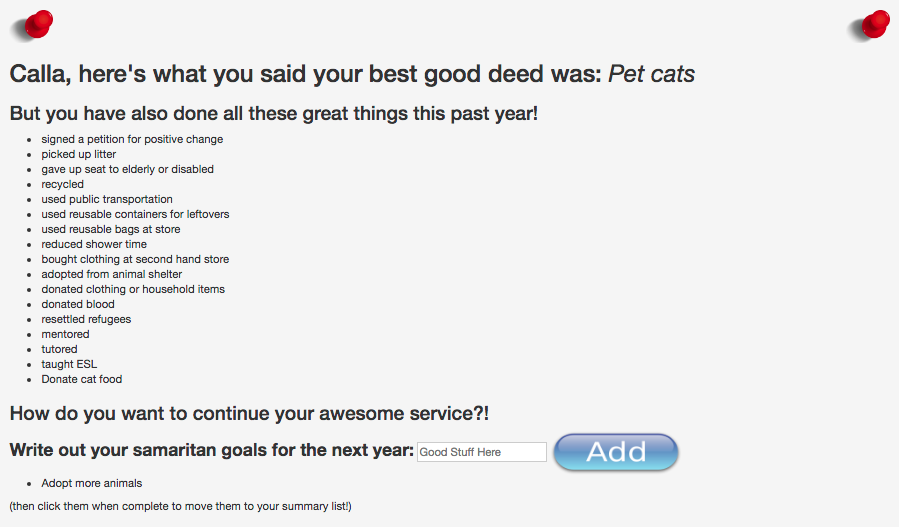 Calla, here's what you said your best good deed was: Pet cats
But you have also done all these great things this past year!
signed a petition for positive change
picked up litter
gave up seat to elderly or disabled
recycled
used public transportation
used reusable containers for leftovers
used reusable bags at store
reduced shower time
bought clothing at second hand store
adopted from animal shelter
donated clothing or household items
donated blood
resettled refugees
mentored
tutored
taught ESL
Donate cat food
How do you want to continue your awesome service?!
Write out your samaritan goals for the next year: Good Stuff Here Add
Adopt more animals
(then click them when complete to move them to your summary list!)